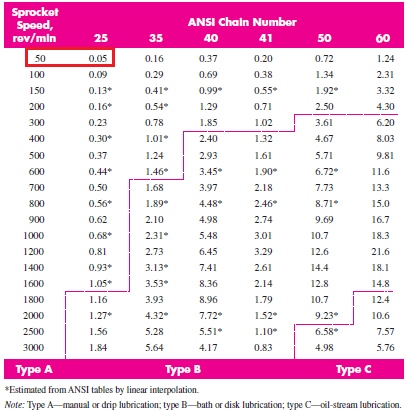 Sprocket
Speed, ANSI Chain Number
rev/min 25 35 40 41 50 60
50 0.05 0.16 0.37 0.20 0.72 1.24
100 0.09 0.29 0.69 0.38 1.34 2.31
150 0.13* 0.41* 0.99* 0.55* 1.92* 3.32
200 0.16* 0.54* 1.29 0.71 2.50 4.30
300 0.23 0.78 1.85 1.02 3.61 6.20
400 0.30* 1.01* 2.40 1.32 4.67 8.03
500 0.37 1.24 2.93 1.61 5.71 9.81
600 0.44* 1.46* 3.45* 1.90* 6.72* 11.6
700 0.50 1.68 3.97 2.18 7.73 13.3
800 0.56* 1.89* 4.48* 2.46* 8.71* 15.0
900 0.62 2.10 4.98 2.74 9.69 16.7
1000 0.68* 2.31* 5.48 3.01 10.7 18.3
1200 0.81 2.73 6.45 3.29 12.6 21.6
1400 0.93* 3.13* 7.41 2.61 14.4 18.1
1600 1.05* 3.53* 8.36 2.14 12.8 14.8
1800 1.16 3.93 8.96 1.79 10.7 12.4
2000 1.27* 4.32* 7.72* 1.52* 9.23* 10.6
2500 1.56 5.28 5.51* 1.10* 6.58* 7.57
3000 1.84 5.64 4.17 0.83 4.98 5.76
Type A Type B Type C
*Estimated from ANSI tables by linear interpolation.
Note: Type A—manual or drip lubrication; type B—bath or disk lubrication; type C—oil-stream lubrication.